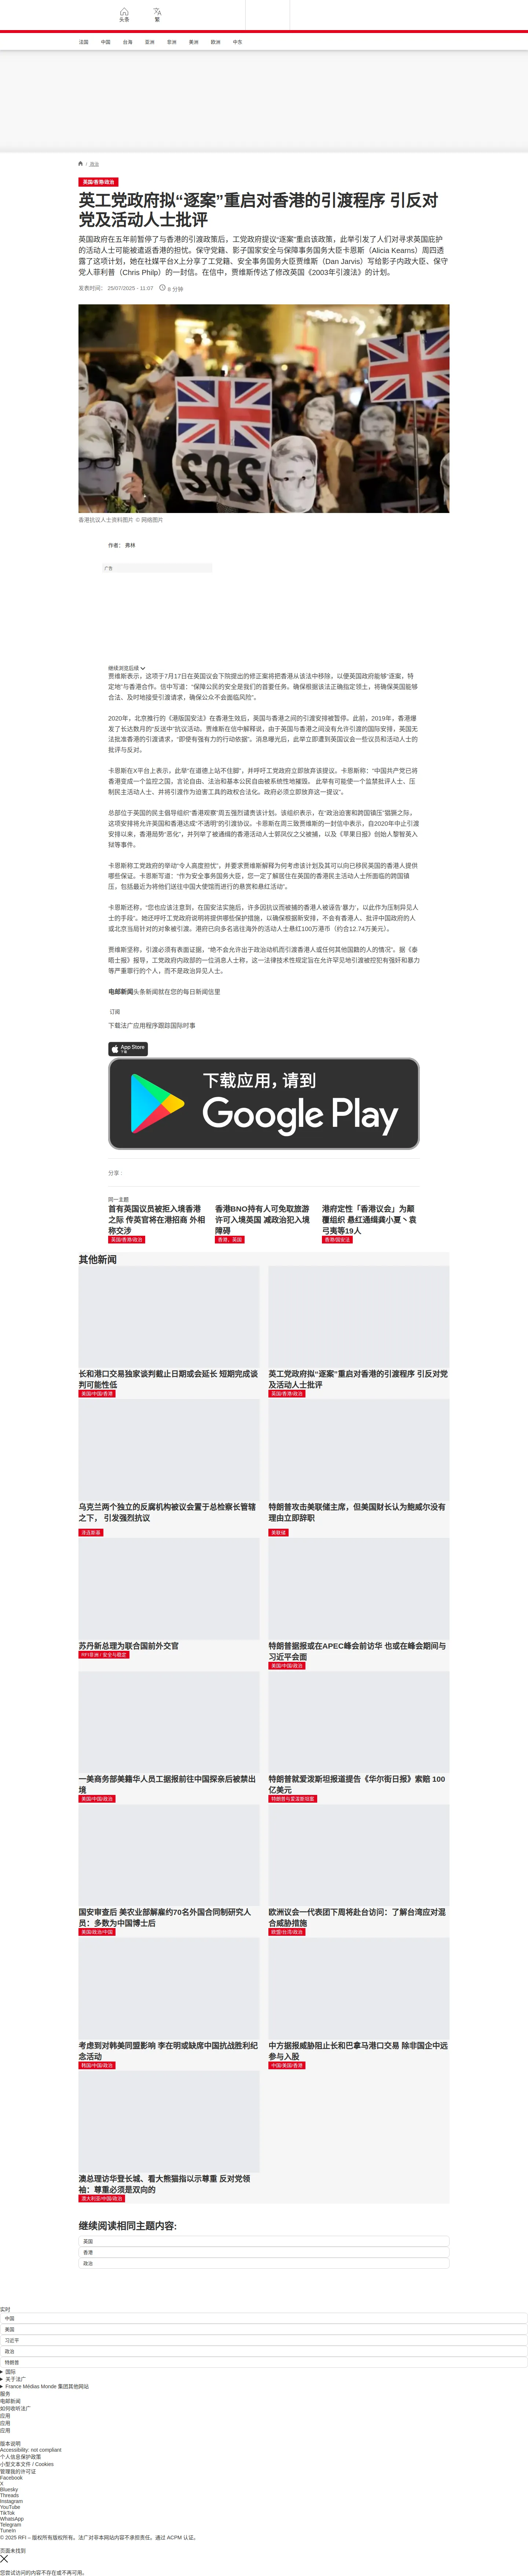 头条
繁
法国
中国
台海
亚洲
非洲
美洲
欧洲
中东
/ 政治
英国/香港/政治
英工党政府拟“逐案”重启对香港的引渡程序 引反对
党及活动人士批评
英国政府在五年前暂停了与香港的引渡政策后，工党政府提议“逐案”重启该政策，此举引发了人们对寻求英国庇护
的活动人士可能被遣返香港的担忧。保守党籍、影子国家安全与保障事务国务大臣卡恩斯（Alicia Kearns）周四透
露了这项计划，她在社媒平台X上分享了工党籍、安全事务国务大臣贾维斯（Dan Jarvis）写给影子内政大臣、保守
党人菲利普（Chris Philp）的一封信。在信中，贾维斯传达了修改英国《2003年引渡法》的计划。
发表时间： 25/07/2025 - 11:07
8 分钟
香港抗议人士资料图片 © 网络图片
作者： 弗林
广告
继续浏览后续
贾维斯表示，这项于7月17日在英国议会下院提出的修正案将把香港从该法中移除，以便英国政府能够“逐案，特
定地”与香港合作。信中写道：“保障公民的安全是我们的首要任务。确保根据该法正确指定领土，将确保英国能够
合法、及时地接受引渡请求，确保公众不会面临风险”。
2020年，北京推行的《港版国安法》在香港生效后，英国与香港之间的引渡安排被暂停。此前，2019年，香港爆
发了长达数月的“反送中”抗议活动。贾维斯在信中解释说，由于英国与香港之间没有允许引渡的国际安排，英国无
法批准香港的引渡请求，“即使有强有力的行动依据”。消息曝光后，此举立即遭到英国议会一些议员和活动人士的
批评与反对。
卡恩斯在X平台上表示，此举“在道德上站不住脚”，并呼吁工党政府立即放弃该提议。卡恩斯称：“中国共产党已将
香港变成一个监控之国，言论自由、法治和基本公民自由被系统性地摧毁。 此举有可能使一个监禁批评人士、压
制民主活动人士、并将引渡作为迫害工具的政权合法化。政府必须立即放弃这一提议”。
总部位于英国的民主倡导组织“香港观察”周五强烈谴责该计划。该组织表示，在“政治迫害和跨国镇压”猖獗之际，
这项安排将允许英国和香港达成“不透明”的引渡协议。卡恩斯在周三致贾维斯的一封信中表示，自2020年中止引渡
安排以来，香港局势“恶化”，并列举了被通缉的香港活动人士郭凤仪之父被捕，以及《苹果日报》创始人黎智英入
狱等事件。
卡恩斯称工党政府的举动“令人高度担忧”，并要求贾维斯解释为何考虑该计划及其可以向已移民英国的香港人提供
哪些保证。卡恩斯写道：“作为安全事务国务大臣，您一定了解居住在英国的香港民主活动人士所面临的跨国镇
压，包括最近为将他们送往中国大使馆而进行的悬赏和悬红活动”。
卡恩斯还称，“您也应该注意到，在国安法实施后，许多因抗议而被捕的香港人被诬告‘暴力’，以此作为压制异见人
士的手段”。她还呼吁工党政府说明将提供哪些保护措施，以确保根据新安排，不会有香港人、批评中国政府的人
或北京当局针对的对象被引渡。港府已向多名逃往海外的活动人士悬红100万港币（约合12.74万美元）。
贾维斯坚称，引渡必须有表面证据，“绝不会允许出于政治动机而引渡香港人或任何其他国籍的人的情况”。据《泰
晤士报》报导，工党政府内政部的一位消息人士称，这一法律技术性规定旨在允许罕见地引渡被控犯有强奸和暴力
等严重罪行的个人，而不是政治异见人士。
电邮新闻头条新闻就在您的每日新闻信里
订阅
下载法广应用程序跟踪国际时事
App Store
下载
下载应用，请到
Google Play
分享 :
同一主题
首有英国议员被拒入境香港
之际 传英官将在港招商 外相
称交涉
英国/香港/政治
香港BNO持有人可免取旅游
许可入境英国 减政治犯入境
障碍
香港、英国
港府定性「香港议会」为颠
覆组织 悬红通缉龚小夏丶袁
弓夷等19人
香港/国安法
其他新闻
长和港口交易独家谈判截止日期或会延长 短期完成谈
判可能性低
美国/中国/香港
英工党政府拟“逐案”重启对香港的引渡程序 引反对党
及活动人士批评
英国/香港/政治
乌克兰两个独立的反腐机构被议会置于总检察长管辖
之下， 引发强烈抗议
泽连斯基
特朗普攻击美联储主席，但美国财长认为鲍威尔没有
理由立即辞职
美联储
苏丹新总理为联合国前外交官
RFI非洲 / 安全与稳定
特朗普据报或在APEC峰会前访华 也或在峰会期间与
习近平会面
美国/中国/政治
一美商务部美籍华人员工据报前往中国探亲后被禁出
境
美国/中国/政治
特朗普就爱泼斯坦报道提告《华尔街日报》索赔 100
亿美元
特朗普与爱泼斯坦案
国安审查后 美农业部解雇约70名外国合同制研究人
员：多数为中国博士后
美国/政治/中国
欧洲议会一代表团下周将赴台访问：了解台湾应对混
合威胁措施
欧盟/台湾/政治
考虑到对韩美同盟影响 李在明或缺席中国抗战胜利纪
念活动
韩国/中国/政治
中方据报威胁阻止长和巴拿马港口交易 除非国企中远
参与入股
中国/美国/香港
澳总理访华登长城、看大熊猫指以示尊重 反对党领
袖：尊重必须是双向的
澳大利亚/中国/政治
继续阅读相同主题内容:
英国
香港
政治
实时
中国
美国
习近平
政治
特朗普
国际
关于法广
France Médias Monde 集团其他网站
服务
电邮新闻
如何收听法广
应用
应用
应用
版本说明
Accessibility: not compliant
个人信息保护政策
小型文本文件 / Cookies
管理我的许可证
Facebook
X
Bluesky
Threads
Instagram
YouTube
TikTok
WhatsApp
Telegram
TuneIn
© 2025 RFI – 版权所有版权所有。法广对非本网站内容不承担责任。通过 ACPM 认证。
页面未找到
您尝试访问的内容不存在或不再可用。